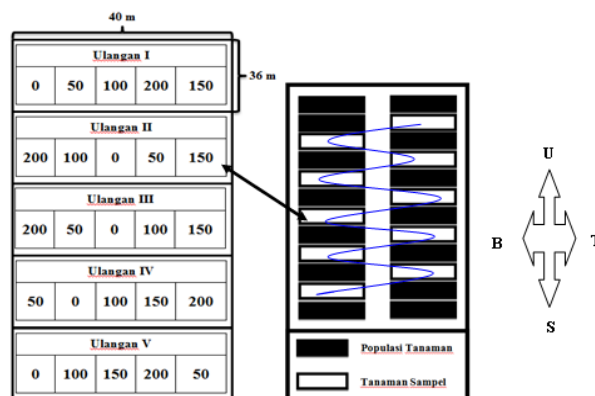 40 m
Ulangan I
0 50 100 200 150
36 m
Ulangan II
200 100 0 50 150
Ulangan III
200 50 0 100 150
Ulangan IV
50 0 100 150 200
Ulangan V
0 100 150 200 50
Populasi Tanaman
Tanaman Sampel
U
B T
S